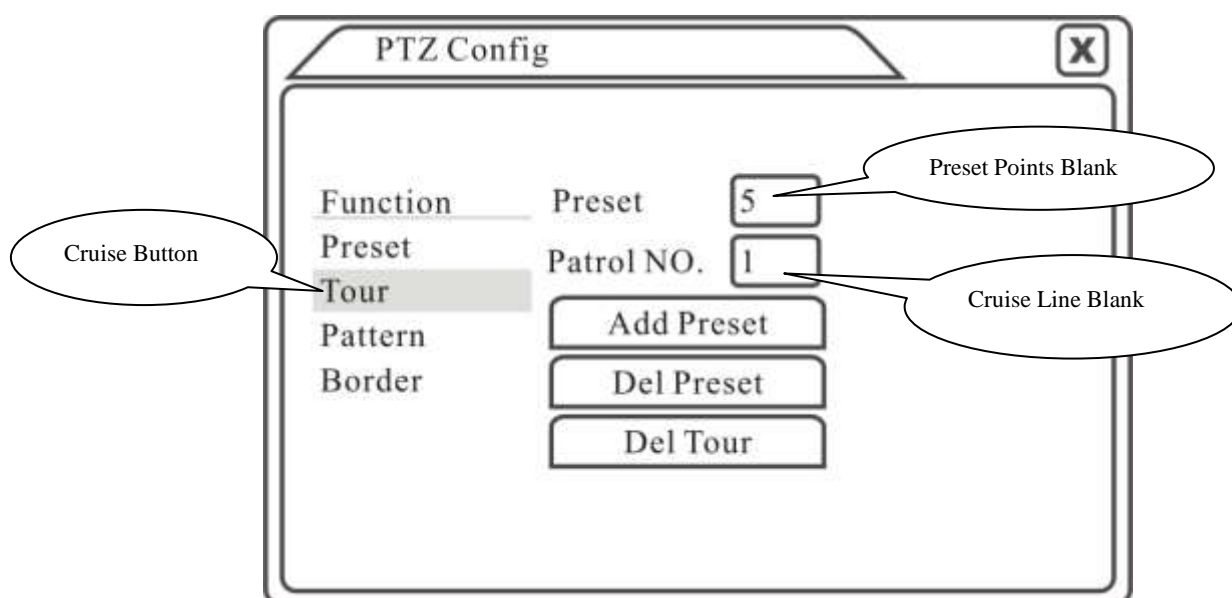 PTZ Config
X
Function
Preset
Tour
Pattern
Border
Preset 5
Patrol NO. 1
Add Preset
Del Preset
Del Tour
Cruise Button
Preset Points Blank
Cruise Line Blank